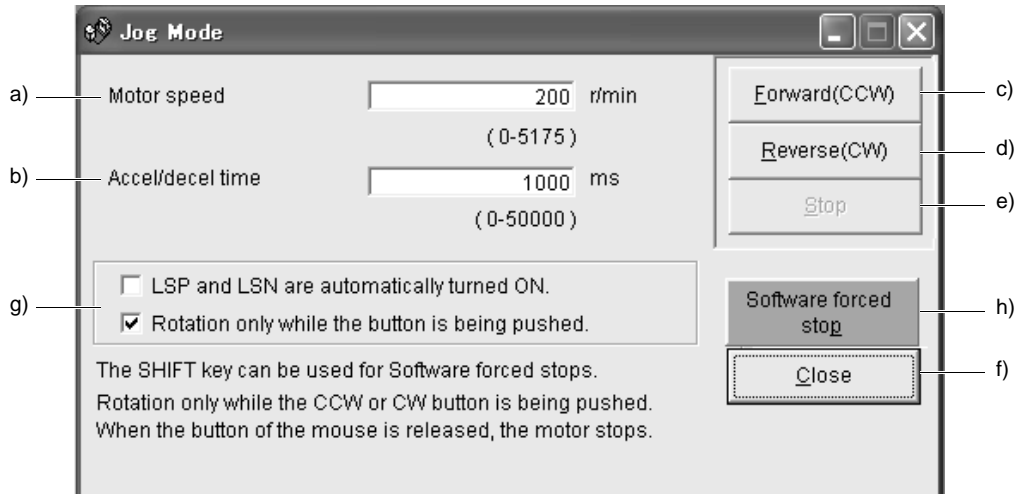 Jog Mode
a) Motor speed 200 r/min
(0-5175)
b) Accel/decel time 1000 ms
(0-50000)
Forward(CCW) c)
Reverse(CW) d)
Stop e)
g) LSP and LSN are automatically turned ON.
Rotation only while the button is being pushed.
Software forced
stop h)
Close f)
The SHIFT key can be used for Software forced stops.
Rotation only while the CCW or CW button is being pushed.
When the button of the mouse is released, the motor stops.